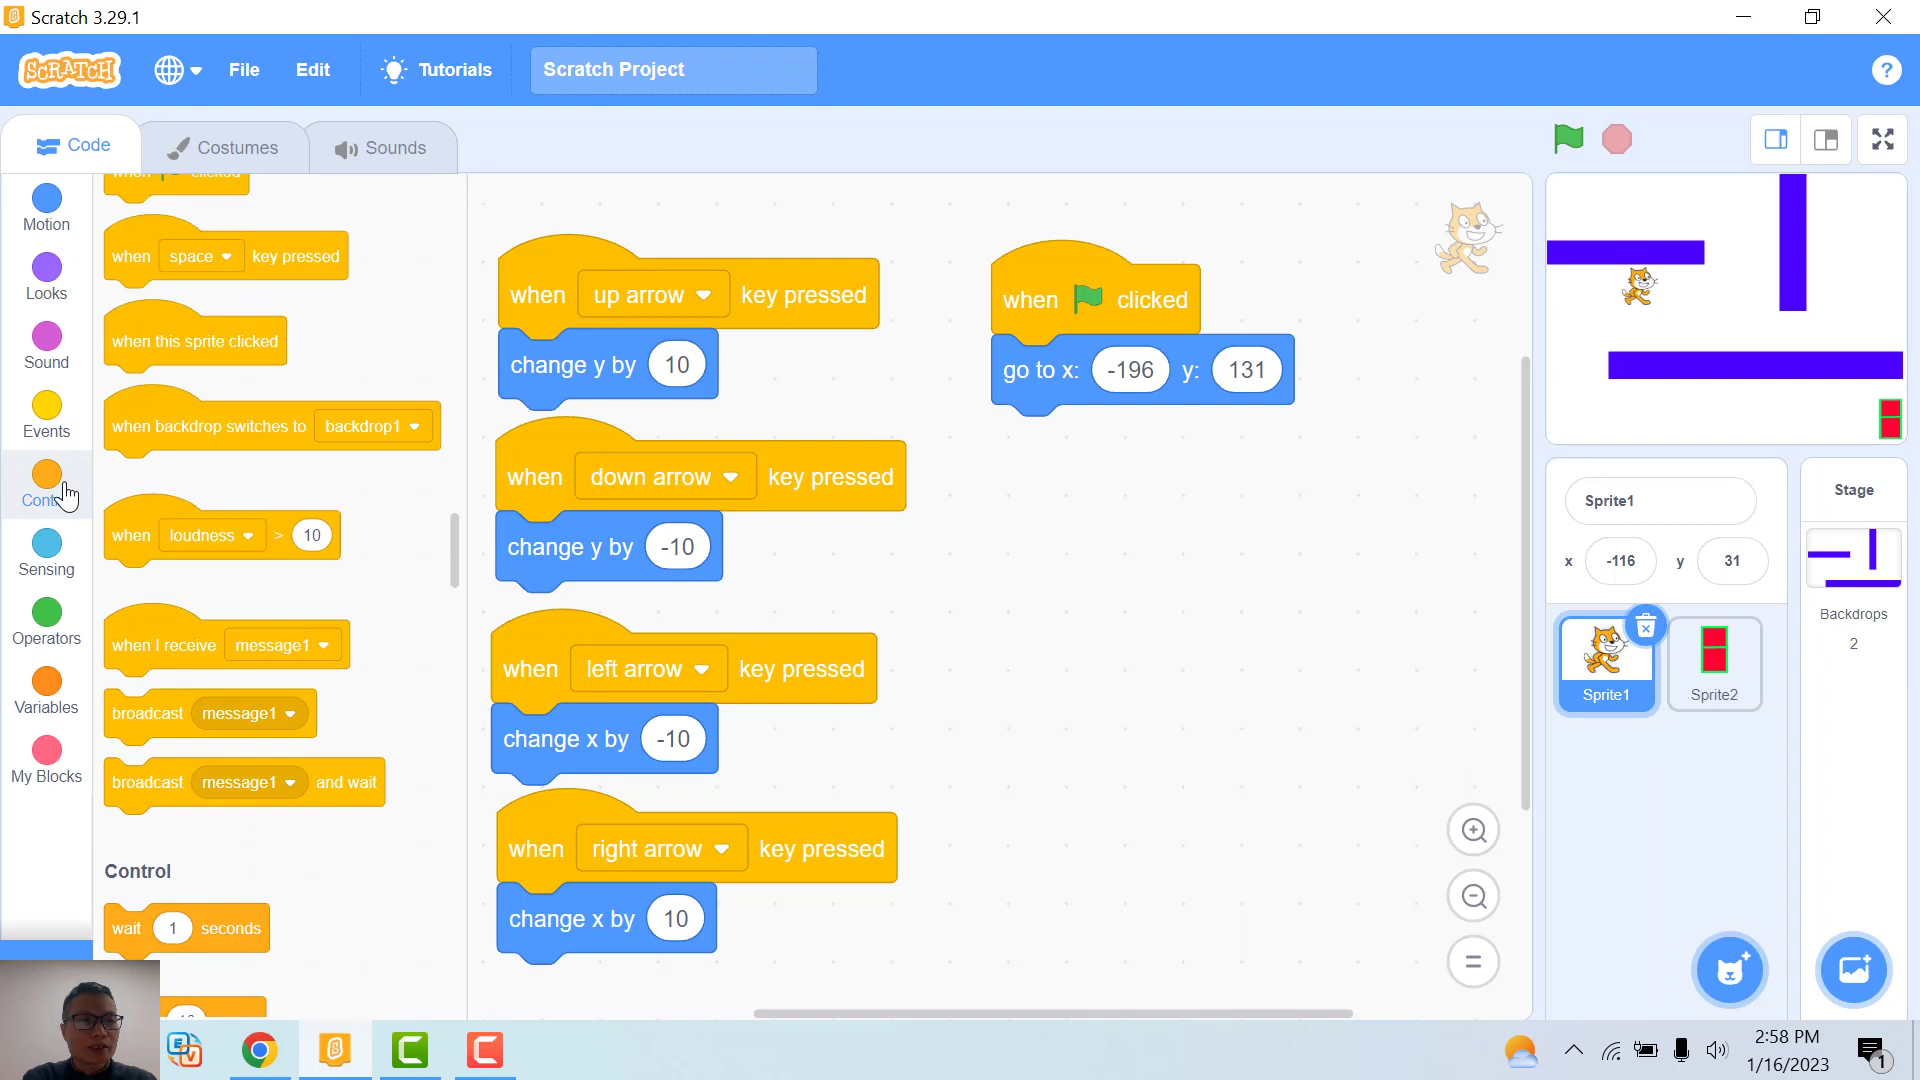 Scratch 3.29.1
SCRATCH
File
Edit
Tutorials
Scratch Project
?
Code
Costumes
Sounds
Motion
Looks
Sound
Events
Sensing
Operators
Variables
My Blocks
when clicked
when space key pressed
when this sprite clicked
when backdrop switches to backdrop1
when loudness > 10
when I receive message1
broadcast message1
broadcast message1 and wait
Control
wait 1 seconds
when up arrow key pressed
change y by 10
when down arrow key pressed
change y by -10
when left arrow key pressed
change x by -10
when right arrow key pressed
change x by 10
when clicked
go to x: -196 y: 131
Sprite1
x -116 y 31
Sprite1
Sprite2
Stage
Backdrops
2
2:58 PM
1/16/2023
1